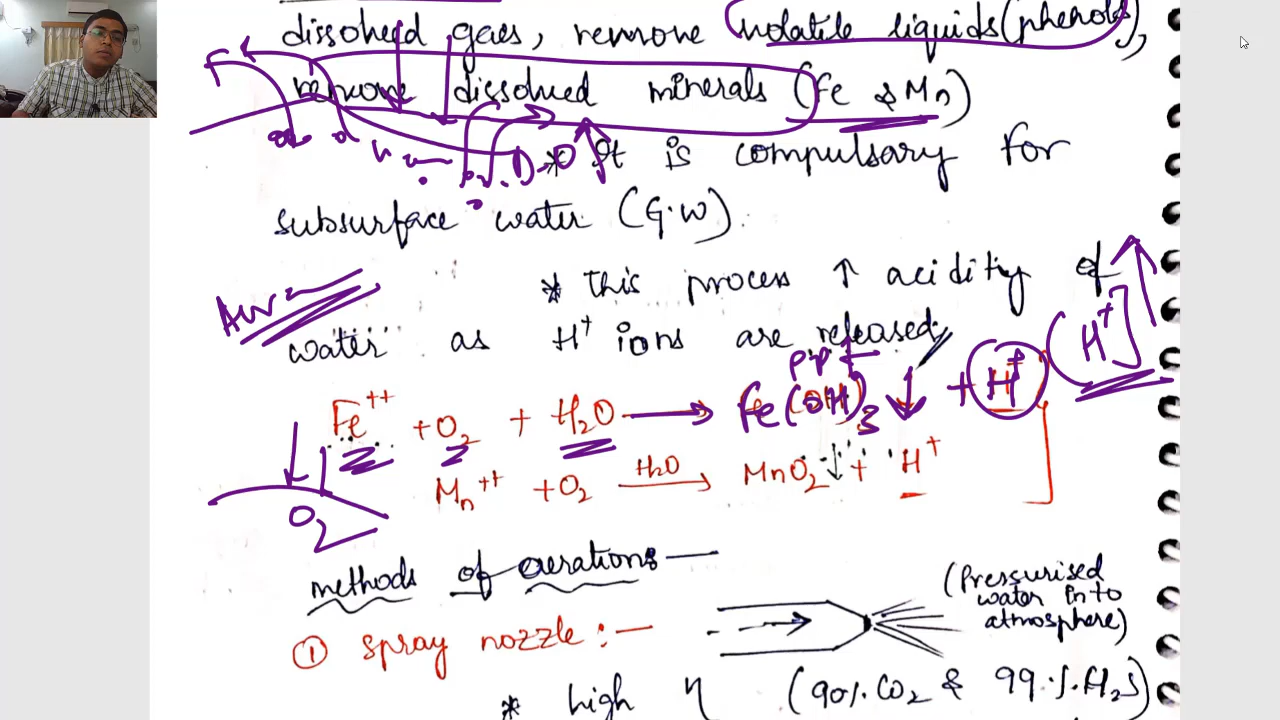 dissolved gases, remove volatile liquids (phenols),
remove dissolved minerals (Fe & Mn)
* It is compulsary for
subsurface water (G.W)
* This process ↑ acidity of
water as H⁺ ions are released
[H⁺]
ppt
Fe⁺⁺ + O₂ + H₂O → Fe(OH)₃ ↓ + H⁺
Mn⁺⁺ + O₂ H₂O → MnO₂ ↓ + H⁺
O₂
methods of aerations —
(Pressurised
water into
atmosphere)
① spray nozzle :—
* high η (90% CO₂ & 99% H₂S)